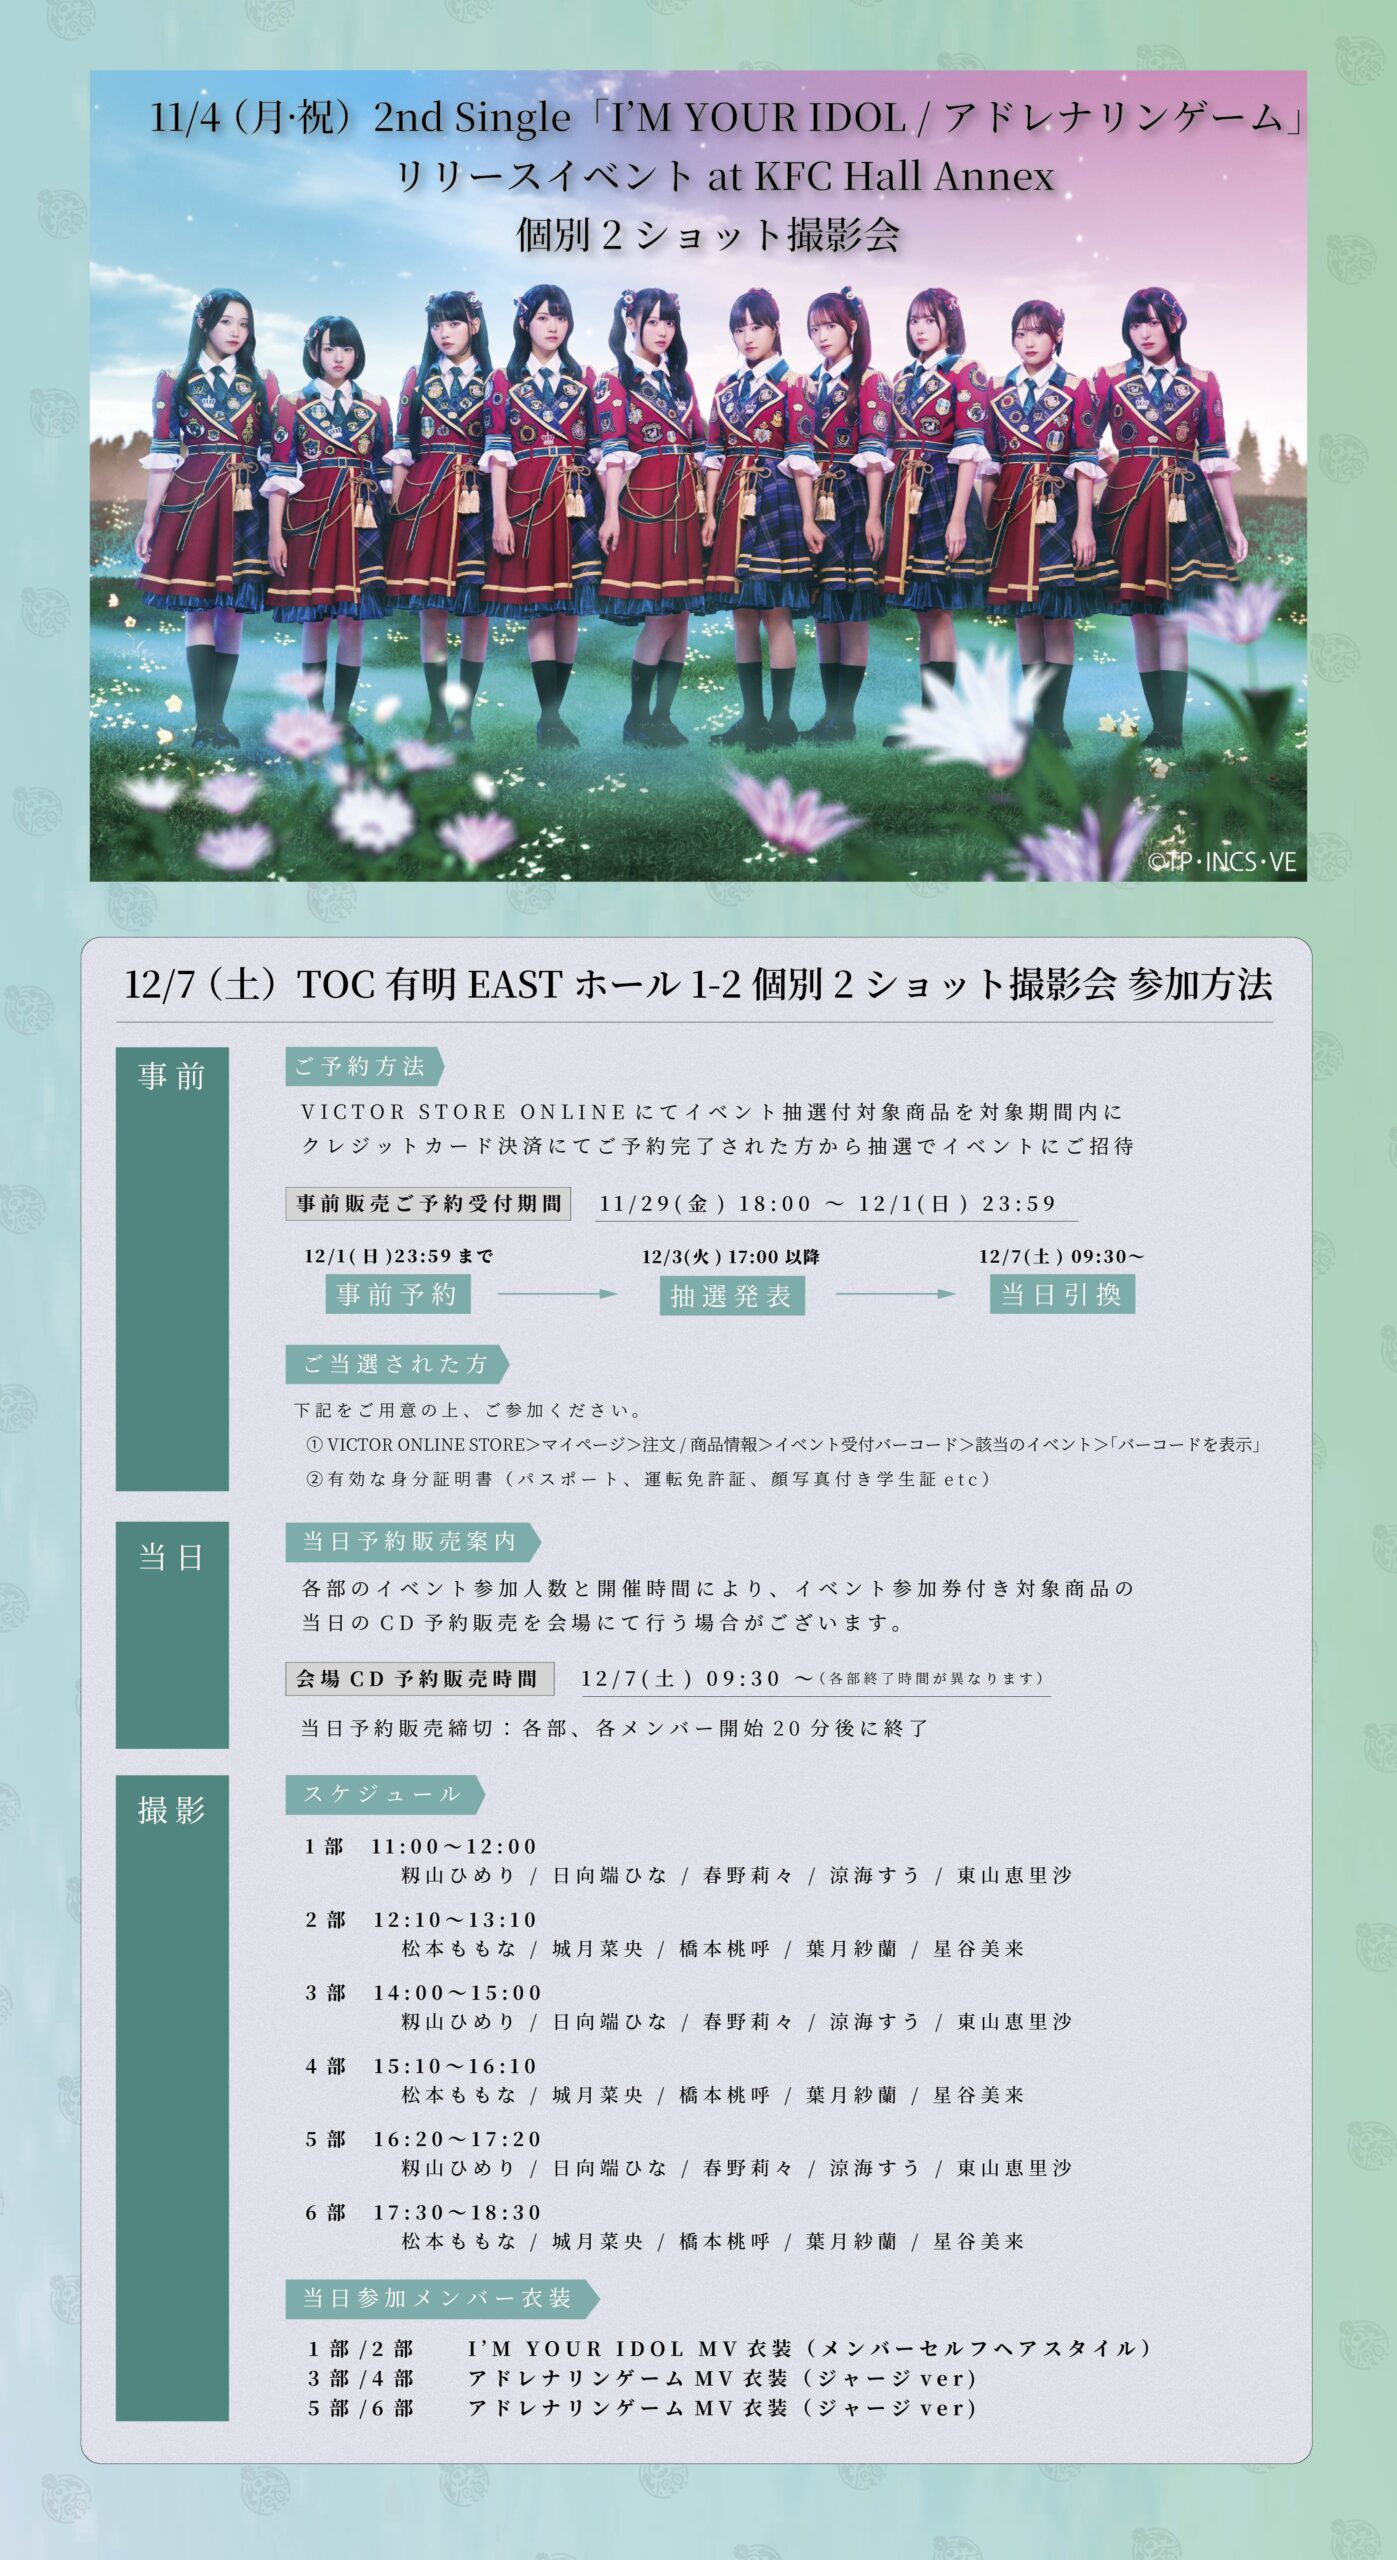 11/4（月・祝）2nd Single「I'M YOUR IDOL / アドレナリンゲーム」
リリースイベント at KFC Hall Annex
個別 2 ショット撮影会
©TP・INCS・VE
12/7（土）TOC 有明 EAST ホール 1-2 個別 2 ショット撮影会 参加方法
事前
ご予約方法
VICTOR STORE ONLINE にてイベント抽選付対象商品を対象期間内に
クレジットカード決済にてご予約完了された方から抽選でイベントにご招待
事前販売ご予約受付期間 11/29(金) 18:00 〜 12/1(日) 23:59
12/1(日)23:59 まで 12/3(火) 17:00 以降 12/7(土) 09:30〜
事前予約 抽選発表 当日引換
ご当選された方
下記をご用意の上、ご参加ください。
① VICTOR ONLINE STORE＞マイページ＞注文 / 商品情報＞イベント受付バーコード＞該当のイベント＞「バーコードを表示」
②有効な身分証明書（パスポート、運転免許証、顔写真付き学生証 etc）
当日
当日予約販売案内
各部のイベント参加人数と開催時間により、イベント参加券付き対象商品の
当日の CD 予約販売を会場にて行う場合がございます。
会場 CD 予約販売時間 12/7(土) 09:30 〜（各部終了時間が異なります）
当日予約販売締切：各部、各メンバー開始 20 分後に終了
撮影
スケジュール
1 部 11:00〜12:00
籾山ひめり / 日向端ひな / 春野莉々 / 涼海すう / 東山恵里沙
2 部 12:10〜13:10
松本ももな / 城月菜央 / 橋本桃呼 / 葉月紗蘭 / 星谷美来
3 部 14:00〜15:00
籾山ひめり / 日向端ひな / 春野莉々 / 涼海すう / 東山恵里沙
4 部 15:10〜16:10
松本ももな / 城月菜央 / 橋本桃呼 / 葉月紗蘭 / 星谷美来
5 部 16:20〜17:20
籾山ひめり / 日向端ひな / 春野莉々 / 涼海すう / 東山恵里沙
6 部 17:30〜18:30
松本ももな / 城月菜央 / 橋本桃呼 / 葉月紗蘭 / 星谷美来
当日参加メンバー衣装
1 部 /2 部 I'M YOUR IDOL MV 衣装（メンバーセルフヘアスタイル）
3 部 /4 部 アドレナリンゲーム MV 衣装（ジャージ ver)
5 部 /6 部 アドレナリンゲーム MV 衣装（ジャージ ver)